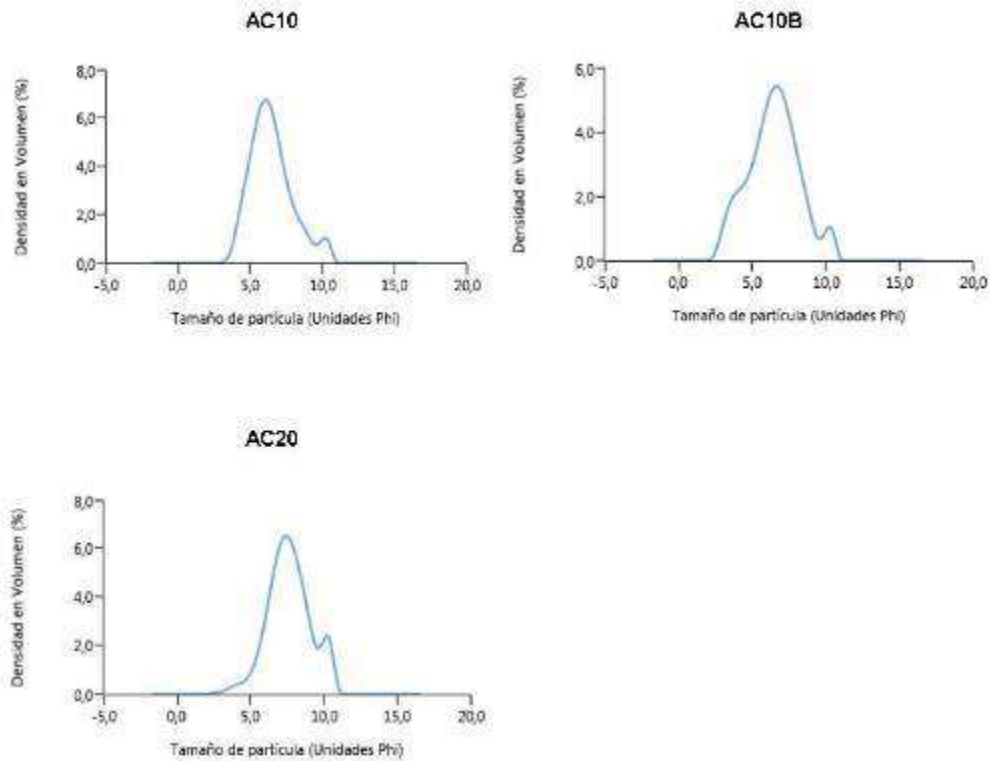 AC10
Densidad en Volumen (%)
8,0
6,0
4,0
2,0
0,0
-5,0 0,0 5,0 10,0 15,0 20,0
Tamaño de partícula (Unidades Phi)
AC10B
Densidad en Volumen (%)
6,0
4,0
2,0
0,0
-5,0 0,0 5,0 10,0 15,0 20,0
Tamaño de partícula (Unidades Phi)
AC20
Densidad en Volumen (%)
8,0
6,0
4,0
2,0
0,0
-5,0 0,0 5,0 10,0 15,0 20,0
Tamaño de partícula (Unidades Phi)